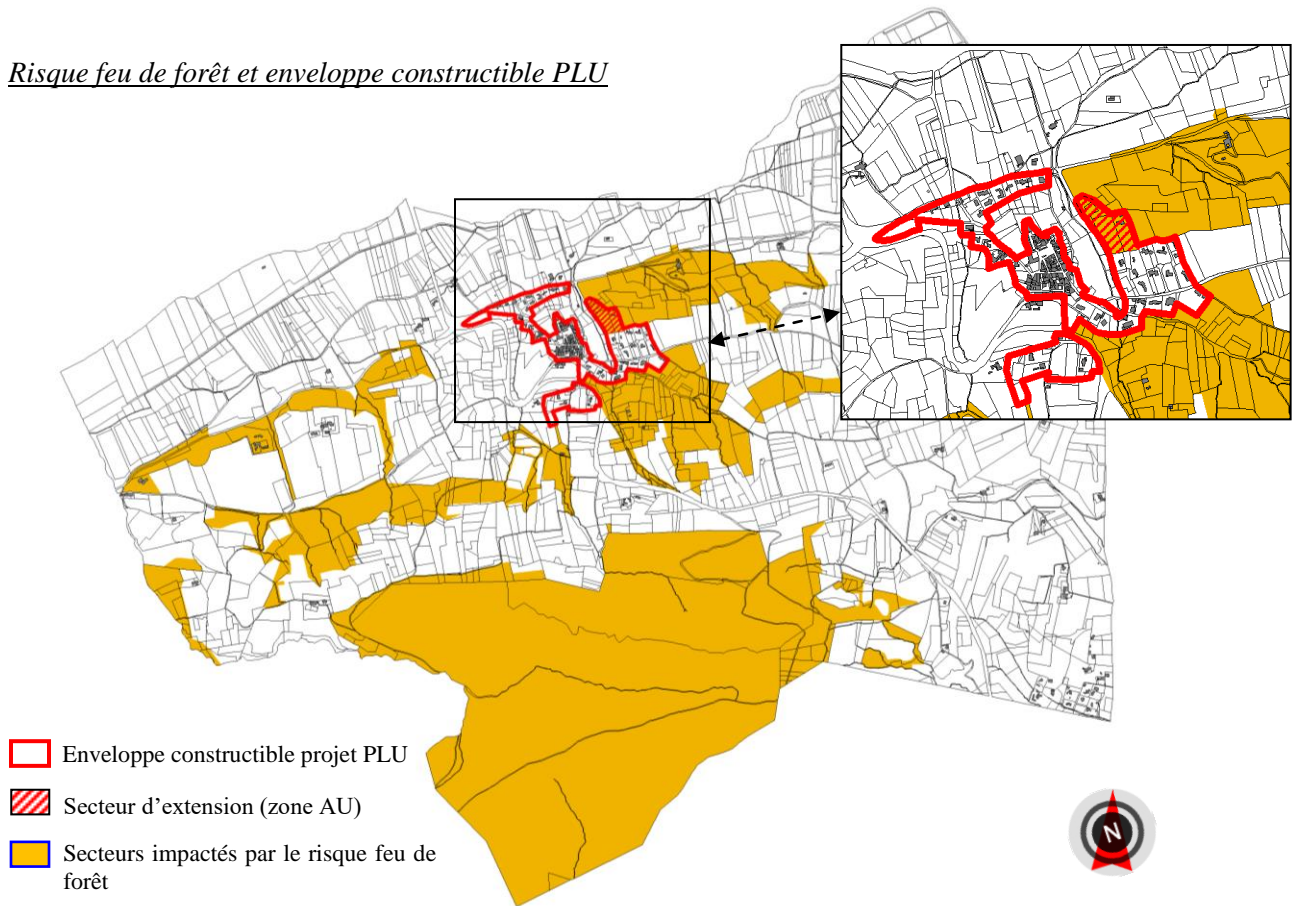 Risque feu de forêt et enveloppe constructible PLU
Enveloppe constructible projet PLU
Secteur d’extension (zone AU)
Secteurs impactés par le risque feu de
forêt
N